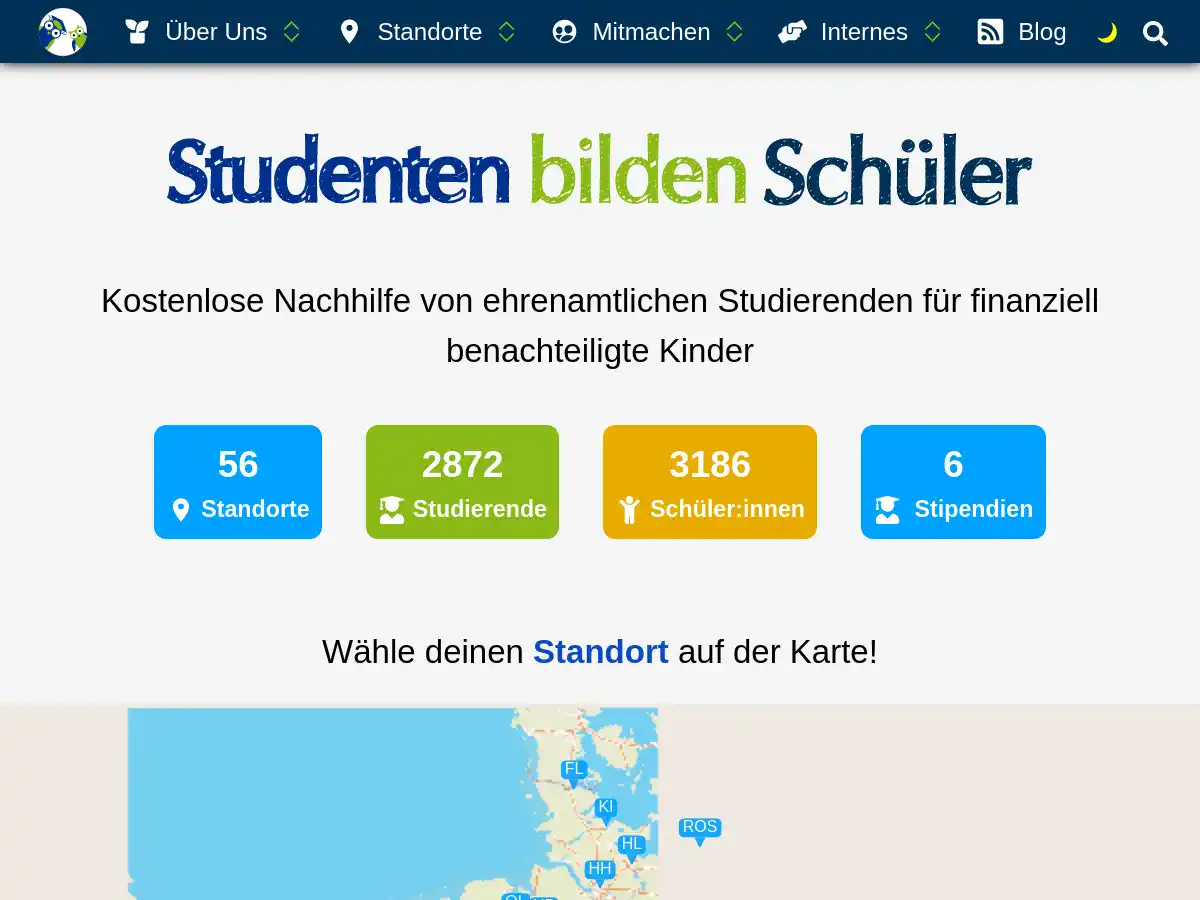 Über Uns
Standorte
Mitmachen
Internes
Blog
Studenten bilden Schüler
Kostenlose Nachhilfe von ehrenamtlichen Studierenden für finanziell
benachteiligte Kinder
56
Standorte
2872
Studierende
3186
Schüler:innen
6
Stipendien
Wähle deinen Standort auf der Karte!
FL
KI
ROS
HL
HH